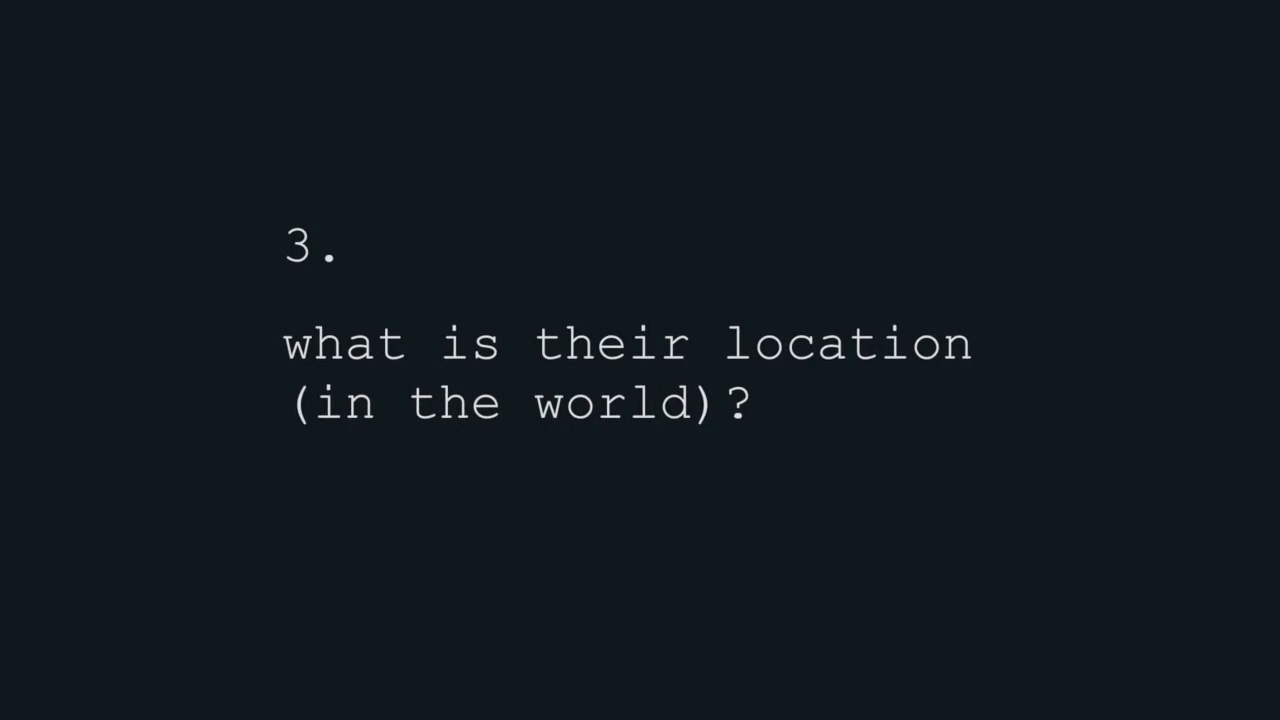 3.
what is their location
(in the world)?